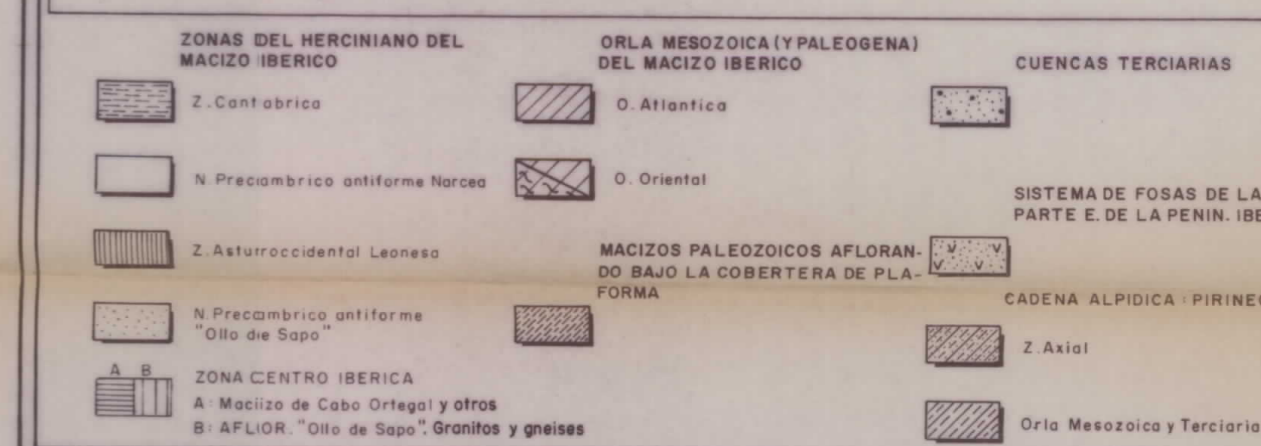 ZONAS DEL HERCINIANO DEL
MACIZO IBERICO
Z. Cantabrica
N. Precambrico antiforme Narcea
Z. Asturroccidental Leonesa
N. Precambrico antiforme
"Ollo de Sapo"
A B
ZONA CENTRO IBERICA
A: Macizo de Cabo Ortegal y otros
B: AFLIOR. "Ollo de Sapo". Granitos y gneises
ORLA MESOZOICA (Y PALEOGENA)
DEL MACIZO IBERICO
O. Atlantica
O. Oriental
MACIZOS PALEOZOICOS AFLORAN-
DO BAJO LA COBERTERA DE PLA-
FORMA
CUENCAS TERCIARIAS
SISTEMA DE FOSAS DE LA
PARTE E. DE LA PENIN.
CADENA ALPIDICA: PIRINEO
Z. Axial
Orla Mesozoica y Terciaria